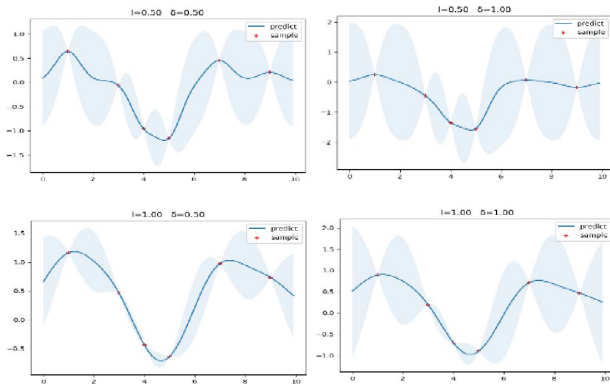 l=0.50 δ=0.50
predict
sample
1.0
0.5
0.0
−0.5
−1.0
−1.5
0 2 4 6 8 10
l=0.50 δ=1.00
predict
sample
2
1
0
−1
−2
0 2 4 6 8 10
l=1.00 δ=0.50
predict
sample
1.5
1.0
0.5
0.0
−0.5
0 2 4 6 8 10
l=1.00 δ=1.00
predict
sample
2.0
1.5
1.0
0.5
0.0
−0.5
−1.0
0 2 4 6 8 10